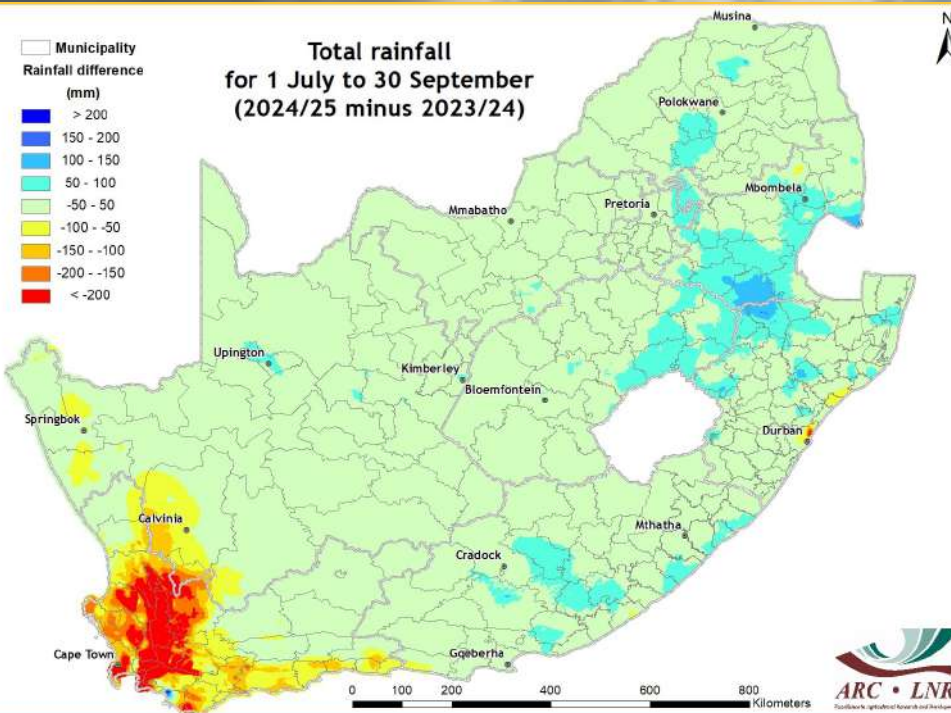 Total rainfall
for 1 July to 30 September
(2024/25 minus 2023/24)
N
Municipality
Rainfall difference
(mm)
> 200
150 - 200
100 - 150
50 - 100
-50 - 50
-100 - -50
-150 - -100
-200 - -150
< -200
Musina
Polokwane
Mbombela
Pretoria
Mmabatho
Upington
Kimberley
Bloemfontein
Springbok
Durban
Calvinia
Mthatha
Cradock
Cape Town
Gqeberha
0 100 200 400 600 800
Kilometers
ARC • LNR